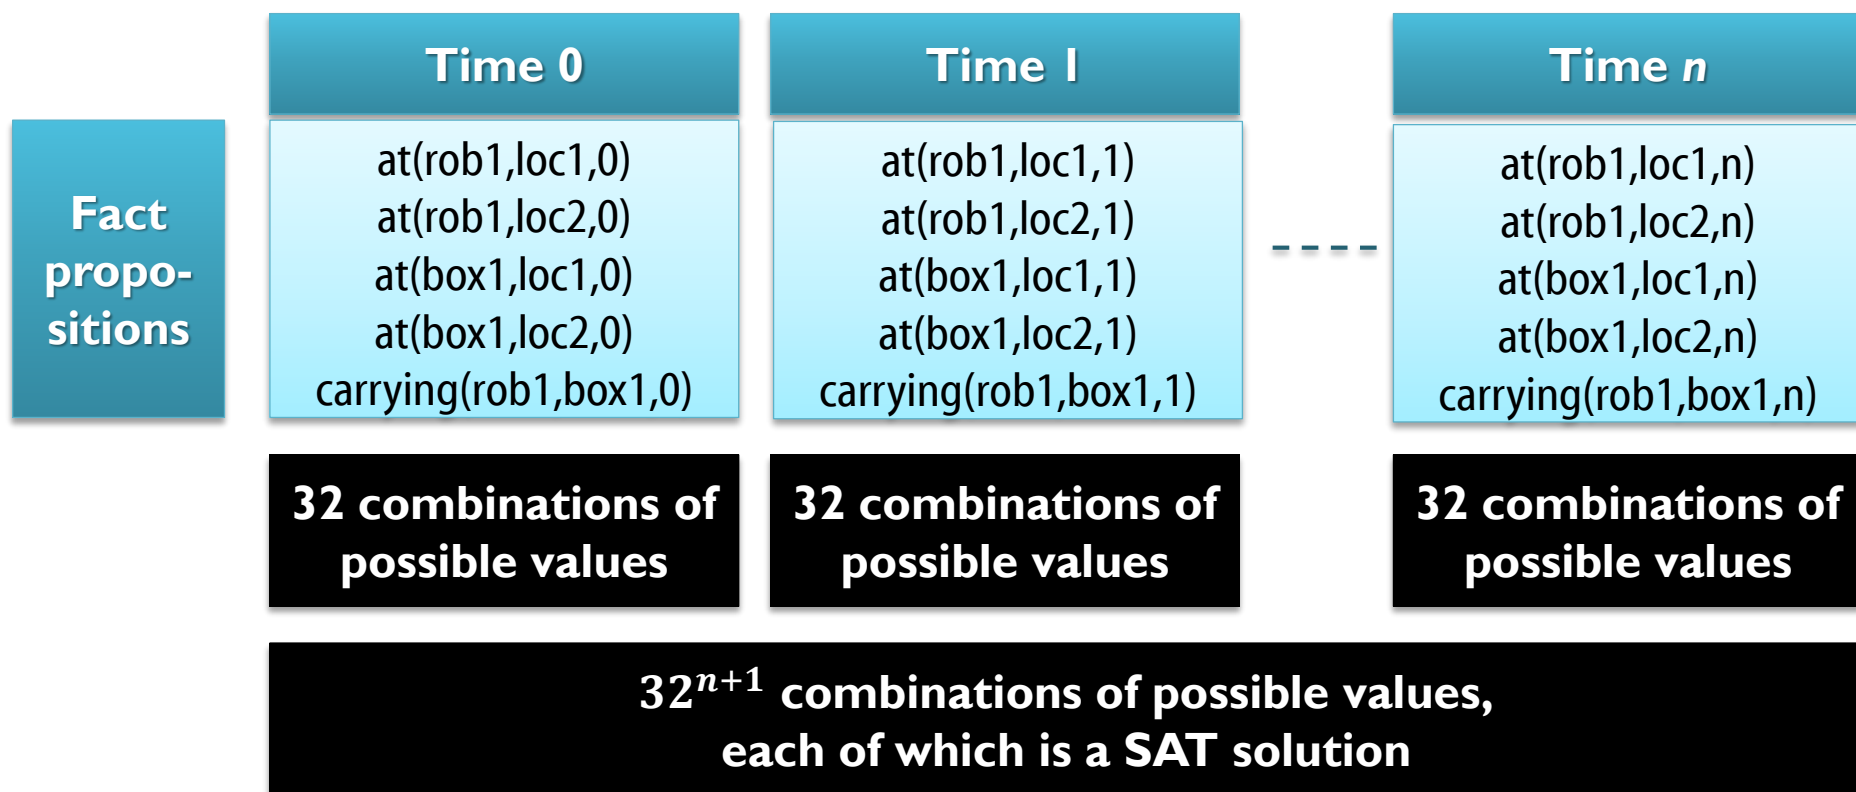 Time 0
Time 1
Time n
Fact
propo-
sitions
at(rob1,loc1,0)
at(rob1,loc2,0)
at(box1,loc1,0)
at(box1,loc2,0)
carrying(rob1,box1,0)
at(rob1,loc1,1)
at(rob1,loc2,1)
at(box1,loc1,1)
at(box1,loc2,1)
carrying(rob1,box1,1)
at(rob1,loc1,n)
at(rob1,loc2,n)
at(box1,loc1,n)
at(box1,loc2,n)
carrying(rob1,box1,n)
32 combinations of
possible values
32 combinations of
possible values
32 combinations of
possible values
32^{n+1} combinations of possible values,
each of which is a SAT solution